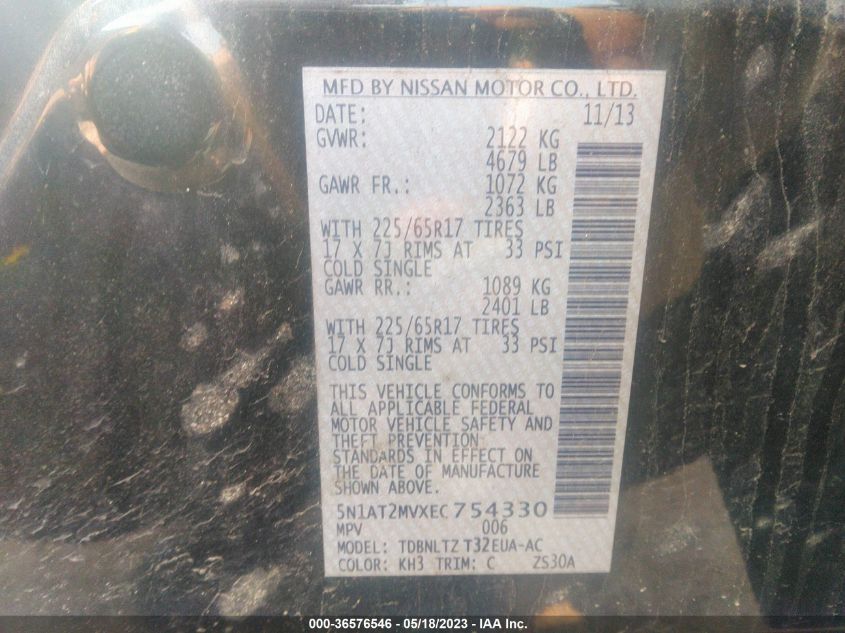 MFD BY NISSAN MOTOR CO., LTD.
DATE: 11/13
GVWR: 2122 KG
4679 LB
GAWR FR.: 1072 KG
2363 LB
WITH 225/65R17 TIRES
17 X 7J RIMS AT 33 PSI
COLD SINGLE
GAWR RR.: 1089 KG
2401 LB
WITH 225/65R17 TIRES
17 X 7J RIMS AT 33 PSI
COLD SINGLE
THIS VEHICLE CONFORMS TO
ALL APPLICABLE FEDERAL
MOTOR VEHICLE SAFETY AND
THEFT PREVENTION
STANDARDS IN EFFECT ON
THE DATE OF MANUFACTURE
SHOWN ABOVE.
5N1AT2MVXEC754330
MPV 006
MODEL: TDBNLTZ T32EUA-AC
COLOR: KH3 TRIM: C ZS30A
000-36576546 - 05/18/2023 - IAA Inc.